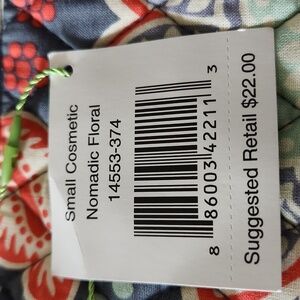 Small Cosmetic
Nomadic Floral
14553-374
8 86003 42211 3
Suggested Retail $22.00